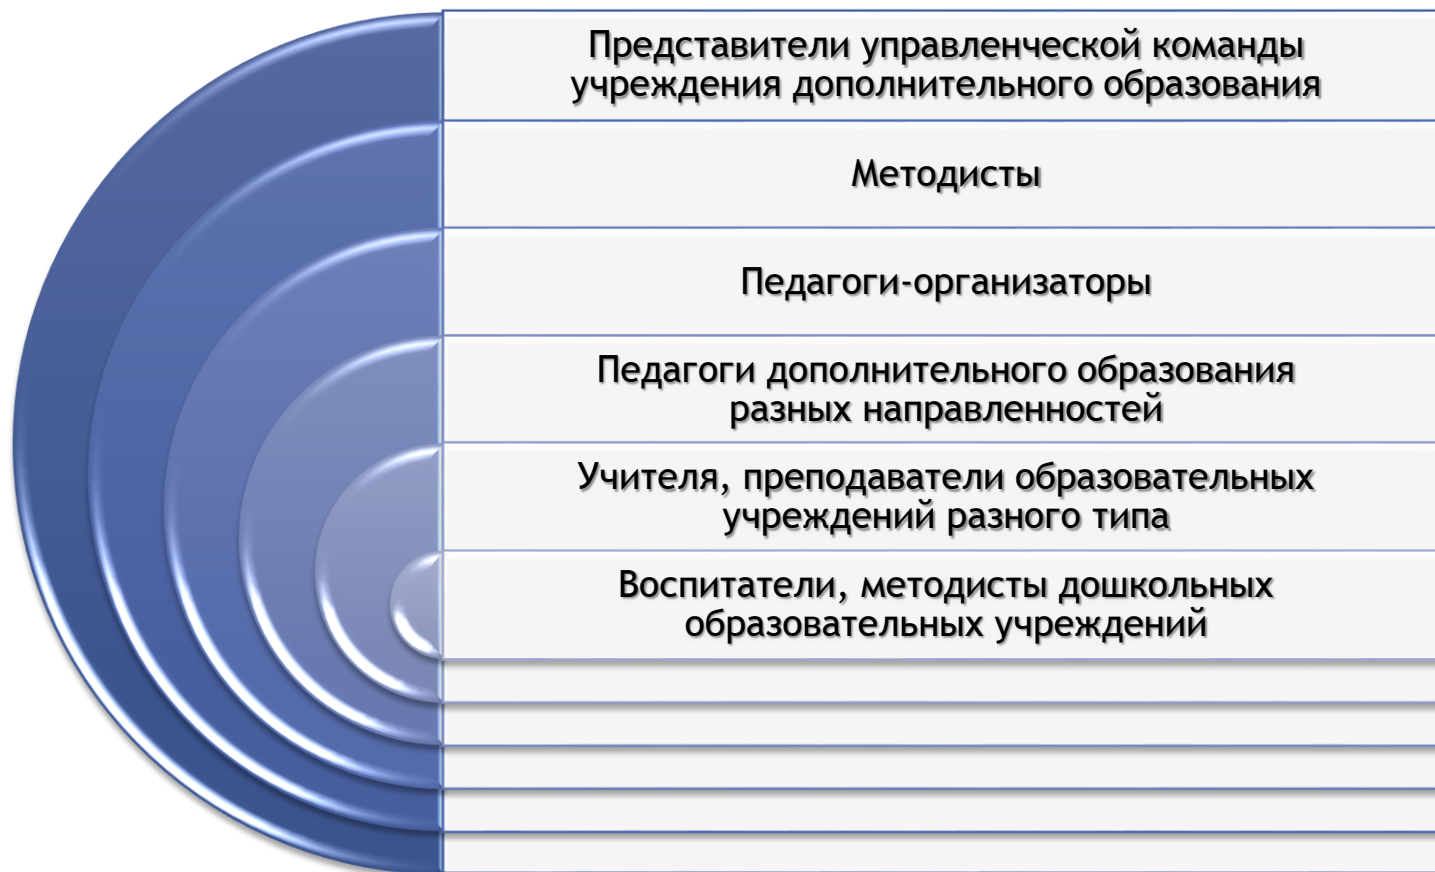 Представители управленческой команды
учреждения дополнительного образования
Методисты
Педагоги-организаторы
Педагоги дополнительного образования
разных направленностей
Учителя, преподаватели образовательных
учреждений разного типа
Воспитатели, методисты дошкольных
образовательных учреждений